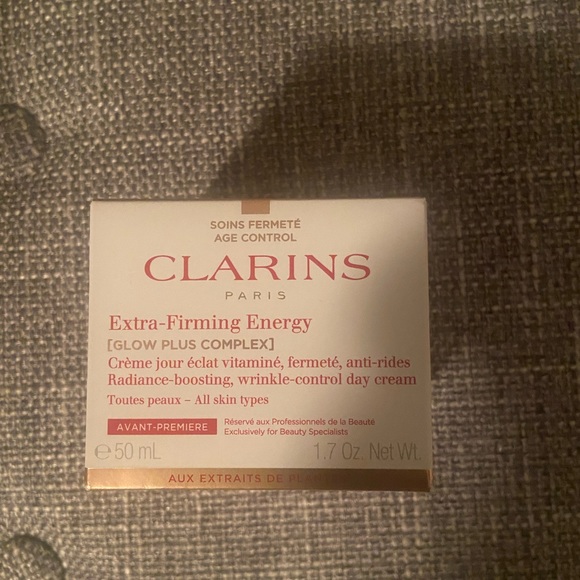 SOINS FERMETÉ
AGE CONTROL
CLARINS
PARIS
Extra-Firming Energy
[GLOW PLUS COMPLEX]
Crème jour éclat vitaminé, fermeté, anti-rides
Radiance-boosting, wrinkle-control day cream
Toutes peaux – All skin types
AVANT-PREMIERE
Réservé aux Professionnels de la Beauté
Exclusively for Beauty Specialists
℮ 50 mL
1.7 Oz. Net Wt.
AUX EXTRAITS DE